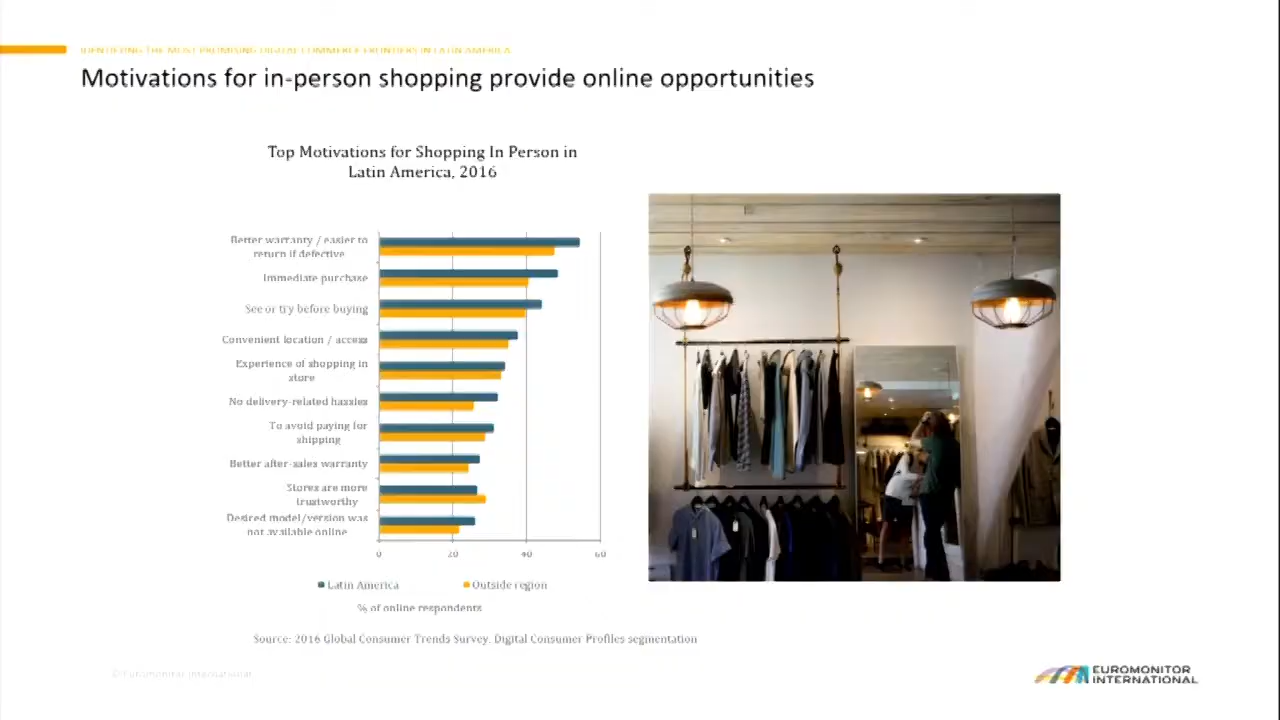 IDENTIFYING THE MOST PROMISING DIGITAL COMMERCE FRONTIERS IN LATIN AMERICA
Motivations for in-person shopping provide online opportunities
Top Motivations for Shopping In Person in
Latin America, 2016
Better warranty / easier to
return if defective
Immediate purchase
See or try before buying
Convenient location / access
Experience of shopping in
store
No delivery-related hassles
To avoid paying for
shipping
Better after-sales warranty
Stores are more
trustworthy
Desired model/version was
not available online
0 20 40 60
Latin America Outside region
% of online respondents
Source: 2016 Global Consumer Trends Survey, Digital Consumer Profiles segmentation
© Euromonitor International
EUROMONITOR
INTERNATIONAL